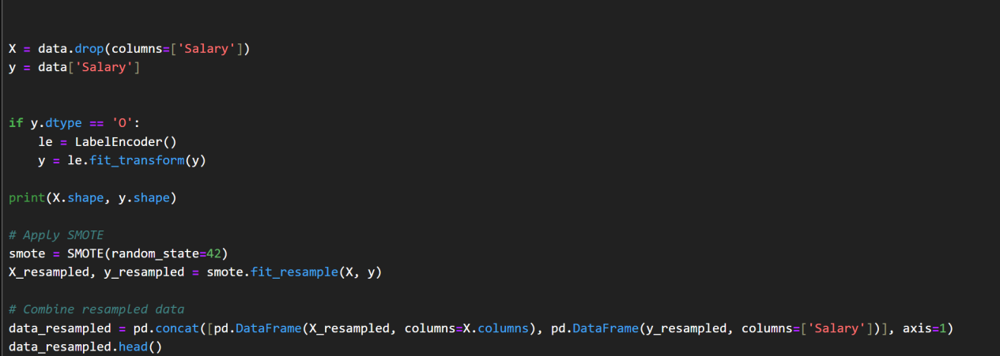 X = data.drop(columns=['Salary'])
y = data['Salary']
if y.dtype == 'O':
    le = LabelEncoder()
    y = le.fit_transform(y)
print(X.shape, y.shape)
# Apply SMOTE
smote = SMOTE(random_state=42)
X_resampled, y_resampled = smote.fit_resample(X, y)
# Combine resampled data
data_resampled = pd.concat([pd.DataFrame(X_resampled, columns=X.columns), pd.DataFrame(y_resampled, columns=['Salary'])], axis=1)
data_resampled.head()